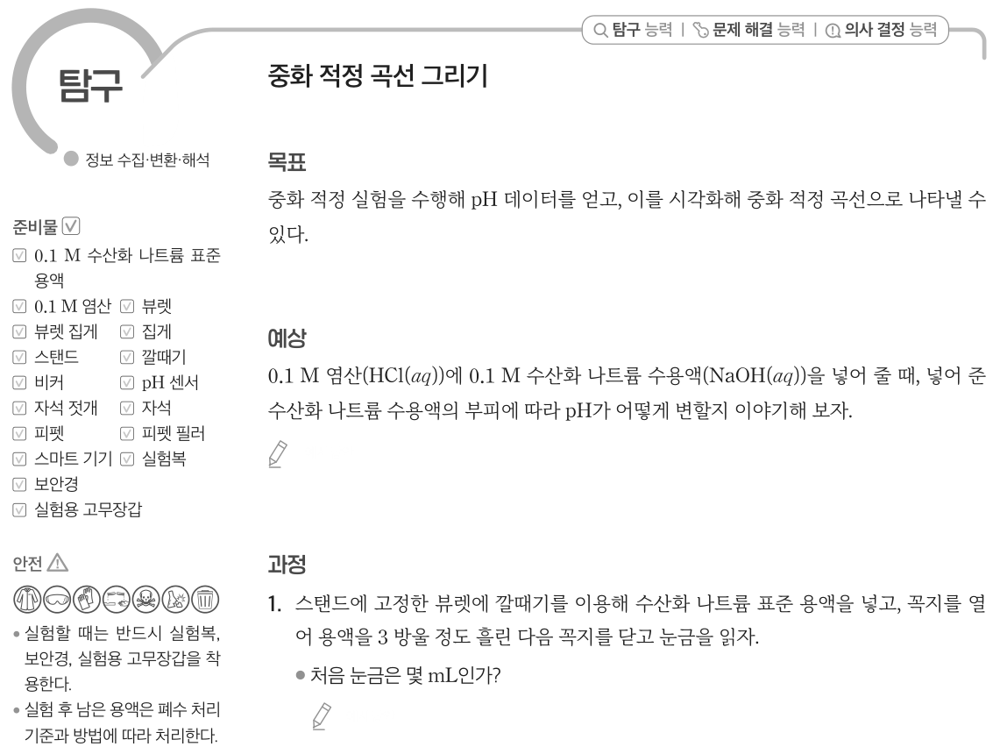 탐구 능력 | 문제 해결 능력 | 의사 결정 능력
탐구
중화 적정 곡선 그리기
정보 수집·변환·해석
준비물
0.1 M 수산화 나트륨 표준
용액
0.1 M 염산 뷰렛
뷰렛 집게 집게
스탠드 깔때기
비커 pH 센서
자석 젓개 자석
피펫 피펫 필러
스마트 기기 실험복
보안경
실험용 고무장갑
안전
실험할 때는 반드시 실험복,
보안경, 실험용 고무장갑을 착
용한다.
실험 후 남은 용액은 폐수 처리
기준과 방법에 따라 처리한다.
목표
중화 적정 실험을 수행해 pH 데이터를 얻고, 이를 시각화해 중화 적정 곡선으로 나타낼 수
있다.
예상
0.1 M 염산(HCl(aq))에 0.1 M 수산화 나트륨 수용액(NaOH(aq))을 넣어 줄 때, 넣어 준
수산화 나트륨 수용액의 부피에 따라 pH가 어떻게 변할지 이야기해 보자.
과정
1. 스탠드에 고정한 뷰렛에 깔때기를 이용해 수산화 나트륨 표준 용액을 넣고, 꼭지를 열
어 용액을 3 방울 정도 흘린 다음 꼭지를 닫고 눈금을 읽자.
● 처음 눈금은 몇 mL인가?